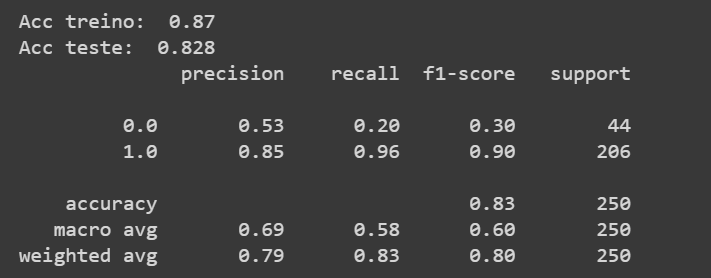 Acc treino:  0.87
Acc teste:  0.828
              precision    recall  f1-score   support

         0.0       0.53      0.20      0.30        44
         1.0       0.85      0.96      0.90       206

    accuracy                           0.83       250
   macro avg       0.69      0.58      0.60       250
weighted avg       0.79      0.83      0.80       250